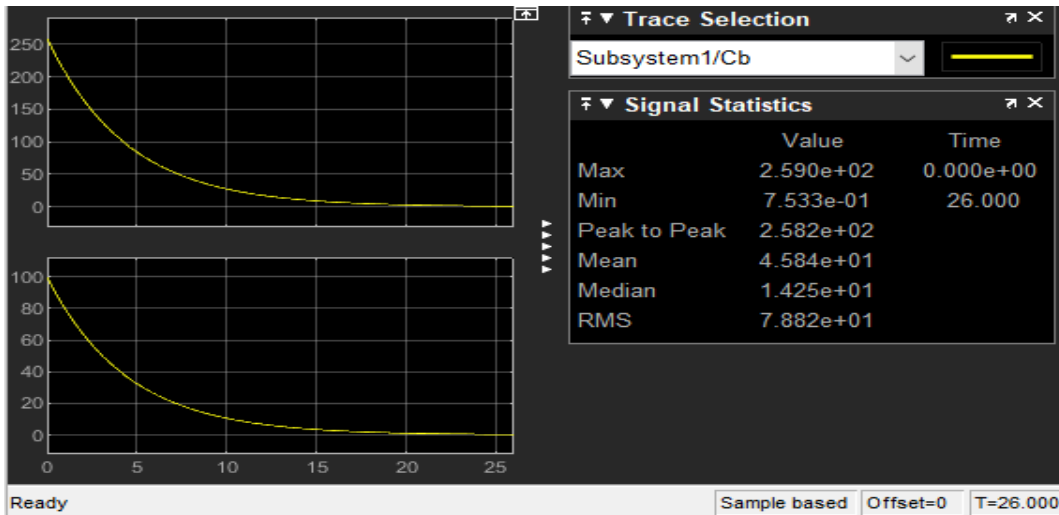 250
200
150
100
50
0
100
80
60
40
20
0
0 5 10 15 20 25
Trace Selection
Subsystem1/Cb
Signal Statistics
Value Time
Max 2.590e+02 0.000e+00
Min 7.533e-01 26.000
Peak to Peak 2.582e+02
Mean 4.584e+01
Median 1.425e+01
RMS 7.882e+01
Ready Sample based Offset=0 T=26.000